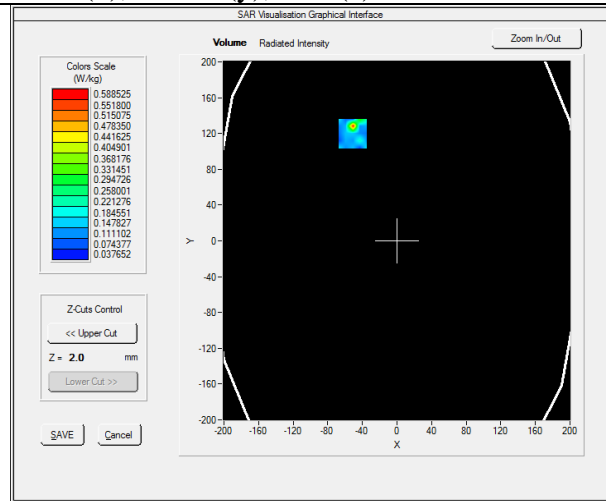 SAR Visualisation Graphical Interface
Volume Radiated Intensity
Zoom In/Out
Colors Scale
(W/kg)
0.588525
0.551800
0.515075
0.478350
0.441625
0.404901
0.368176
0.331451
0.294726
0.258001
0.221276
0.184551
0.147827
0.111102
0.074377
0.037652
Z-Cuts Control
<< Upper Cut
Z = 2.0 mm
Lower Cut >>
SAVE Cancel
200
160
120
80
40
0
-40
-80
-120
-160
-200
Y
-200 -160 -120 -80 -40 0 40 80 120 160 200
X